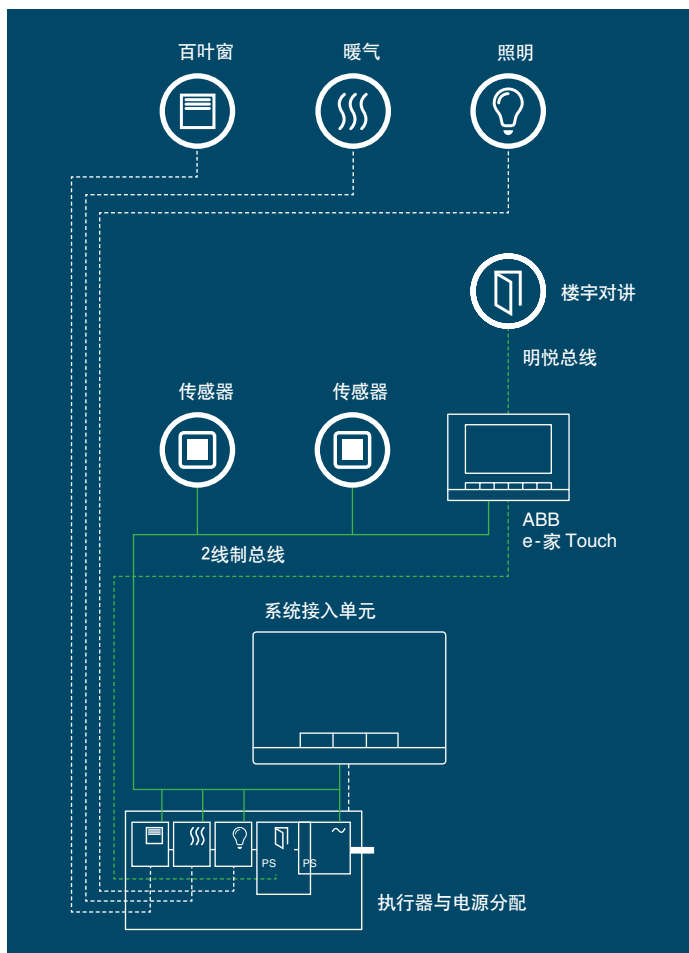 百叶窗
暖气
照明
楼宇对讲
明悦总线
传感器
传感器
ABB
e-家 Touch
2线制总线
系统接入单元
PS
PS
执行器与电源分配